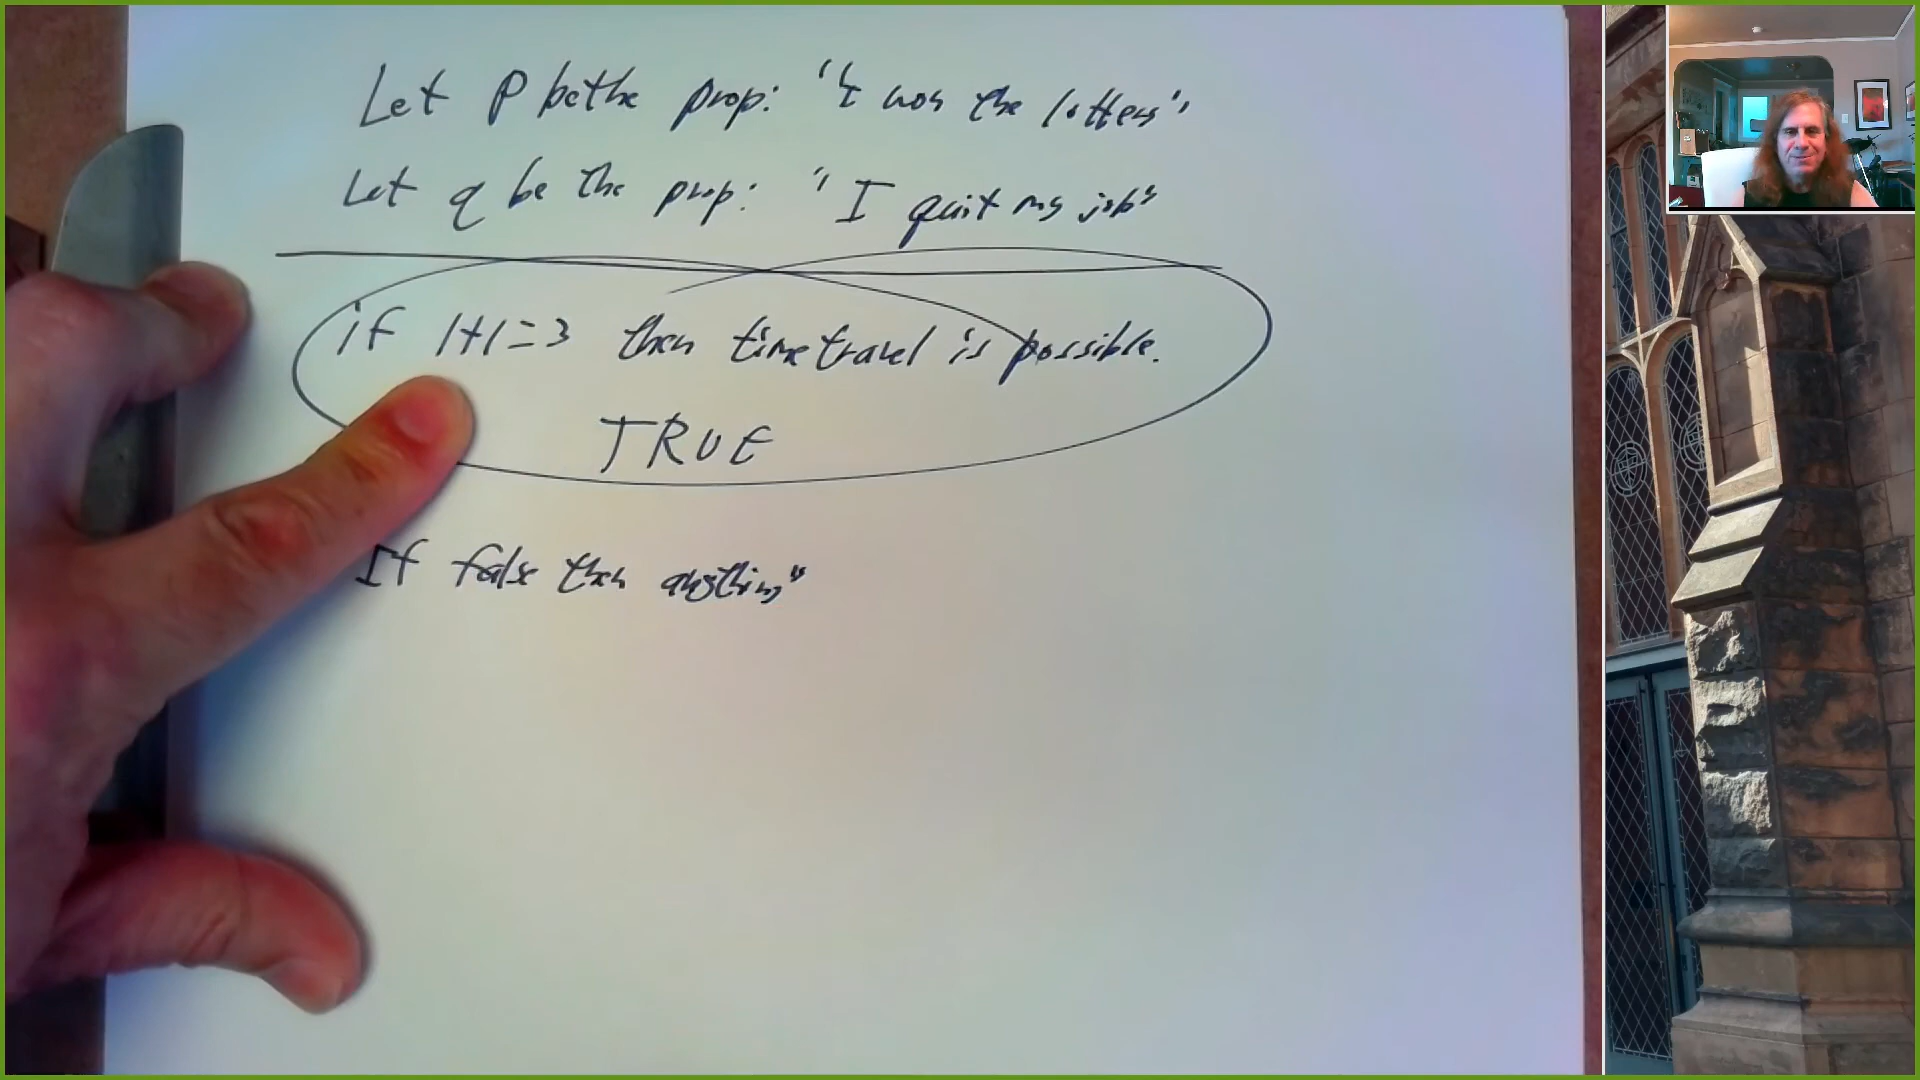 Let p be the prop: "I won the lottery"
Let q be the prop: "I quit my job"
if 1+1=3 then time travel is possible.
TRUE
If false then anything"